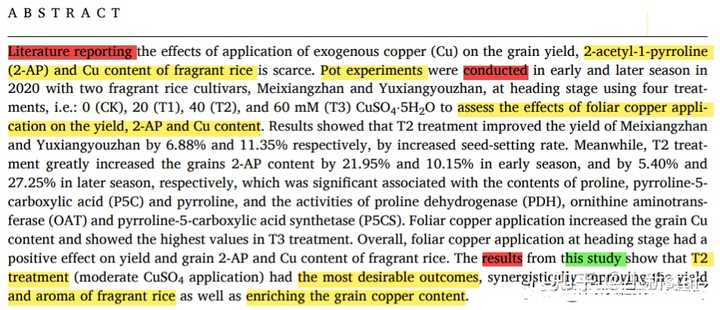 A B S T R A C T
Literature reporting the effects of application of exogenous copper (Cu) on the grain yield, 2-acetyl-1-pyrroline
(2-AP) and Cu content of fragrant rice is scarce. Pot experiments were conducted in early and later season in
2020 with two fragrant rice cultivars, Meixiangzhan and Yuxiangyouzhan, at heading stage using four treat-
ments, i.e.: 0 (CK), 20 (T1), 40 (T2), and 60 mM (T3) CuSO4·5H2O to assess the effects of foliar copper appli-
cation on the yield, 2-AP and Cu content. Results showed that T2 treatment improved the yield of Meixiangzhan
and Yuxiangyouzhan by 6.88% and 11.35% respectively, by increased seed-setting rate. Meanwhile, T2 treat-
ment greatly increased the grains 2-AP content by 21.95% and 10.15% in early season, and by 5.40% and
27.25% in later season, respectively, which was significant associated with the contents of proline, pyrroline-5-
carboxylic acid (P5C) and pyrroline, and the activities of proline dehydrogenase (PDH), ornithine aminotrans-
ferase (OAT) and pyrroline-5-carboxylic acid synthetase (P5CS). Foliar copper application increased the grain Cu
content and showed the highest values in T3 treatment. Overall, foliar copper application at heading stage had a
positive effect on yield and grain 2-AP and Cu content of fragrant rice. The results from this study show that T2
treatment (moderate CuSO4 application) had the most desirable outcomes, synergistically improving the yield
and aroma of fragrant rice as well as enriching the grain copper content.